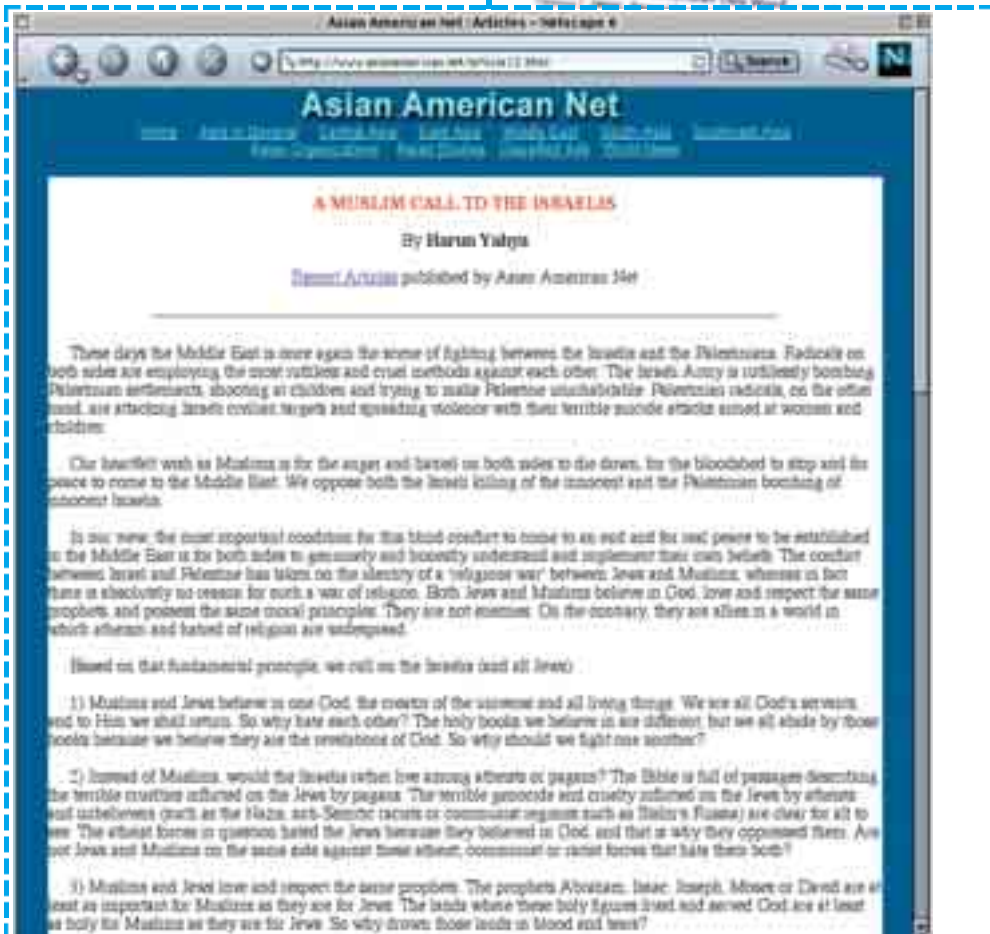 Asian American Net: Articles - Netscape 6
Search
N
Asian American Net
Home Asia in General Central Asia East Asia Middle East South Asia Southeast Asia
Asian Organizations Asian Studies Classified Ads World News
A MUSLIM CALL TO THE ISRAELIS
By Harun Yahya
Recent Articles published by Asian American Net
These days the Middle East is once again the scene of fighting between the Israelis and the Palestinians. Radicals on
both sides are employing the most ruthless and cruel methods against each other. The Israeli Army is ruthlessly bombing
Palestinian settlements, shooting at children and trying to make Palestine uninhabitable. Palestinian radicals, on the other
hand, are attacking Israeli civilian targets and spreading violence with their terrible suicide attacks aimed at women and
children.
Our heartfelt wish as Muslims is for the anger and hatred on both sides to die down, for the bloodshed to stop and for
peace to come to the Middle East. We oppose both the Israeli killing of the innocent and the Palestinian bombing of
innocent Israelis.
In our view, the most important condition for this blind conflict to come to an end and for real peace to be established
in the Middle East is for both sides to genuinely and honestly understand and implement their own beliefs. The conflict
between Israel and Palestine has taken on the identity of a 'religious war' between Jews and Muslims, whereas in fact
there is absolutely no reason for such a war of religion. Both Jews and Muslims believe in God, love and respect the same
prophets, and possess the same moral principles. They are not enemies. On the contrary, they are allies in a world in
which atheism and hatred of religion are widespread.
Based on that fundamental principle, we call on the Israelis (and all Jews):
1) Muslims and Jews believe in one God, the creator of the universe and all living things. We are all God's servants,
and to Him we shall return. So why hate each other? The holy books we believe in are different, but we all abide by those
books because we believe they are the revelations of God. So why should we fight one another?
2) Instead of Muslims, would the Israelis rather live among atheists or pagans? The Bible is full of passages describing
the terrible cruelties inflicted on the Jews by pagans. The terrible genocide and cruelty inflicted on the Jews by atheists
and unbelievers (such as the Nazis, anti-Semitic racists or communist regimes such as Stalin's Russia) are clear for all to
see. The atheist forces in question hated the Jews because they believed in God, and that is why they oppressed them. Are
not Jews and Muslims on the same side against these atheist, communist or racist forces that hate them both?
3) Muslims and Jews love and respect the same prophets. The prophets Abraham, Isaac, Joseph, Moses or David are at
least as important for Muslims as they are for Jews. The lands where these holy figures lived and served God are at least
as holy for Muslims as they are for Jews. So why drown those lands in blood and tears?